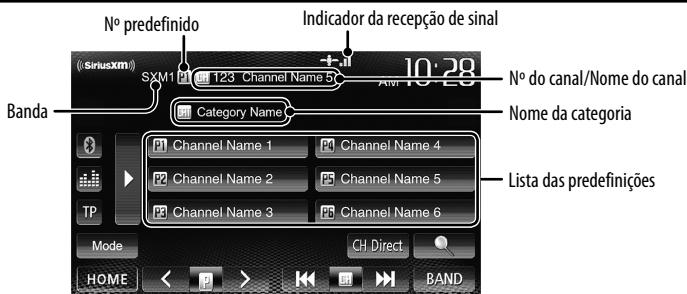 Nº predefinido
Indicador da recepção de sinal
((SiriusXM))
SXM1 P1 CH 123 Channel Name 5
AM 10:28
Nº do canal/Nome do canal
Banda
CAT Category Name
Nome da categoria
P1 Channel Name 1
P4 Channel Name 4
P2 Channel Name 2
P5 Channel Name 5
Lista das predefinições
TP
P3 Channel Name 3
P6 Channel Name 6
Mode
CH Direct
HOME
P
CH
BAND